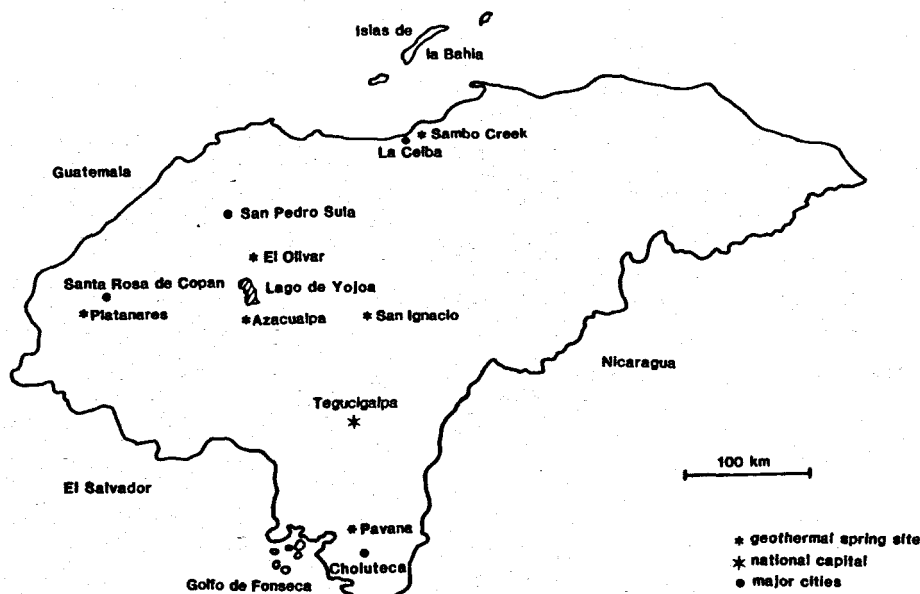 Islas de
la Bahia
Sambo Creek
La Ceiba
Guatemala
San Pedro Sula
El Olivar
Santa Rosa de Copan
Lago de Yojoa
Platanares
Azacualpa
San Ignacio
Nicaragua
Tegucigalpa
100 km
El Salvador
Pavana
Choluteca
Golfo de Fonseca
geothermal spring site
national capital
major cities